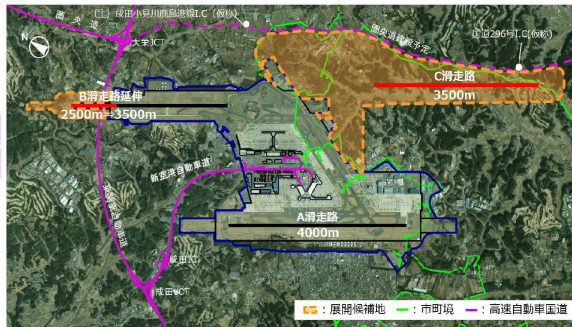 圏央道
(主)成田小見川鹿島港線I.C(仮称)
N
大栄JCT
圏央道建設予定
国道296号I.C(仮称)
C滑走路
3500m
B滑走路延伸
2500m→3500m
新空港自動車道
東関東自動車道
A滑走路
4000m
成田IC
成田JCT
:展開候補地
:市町境
:高速自動車国道